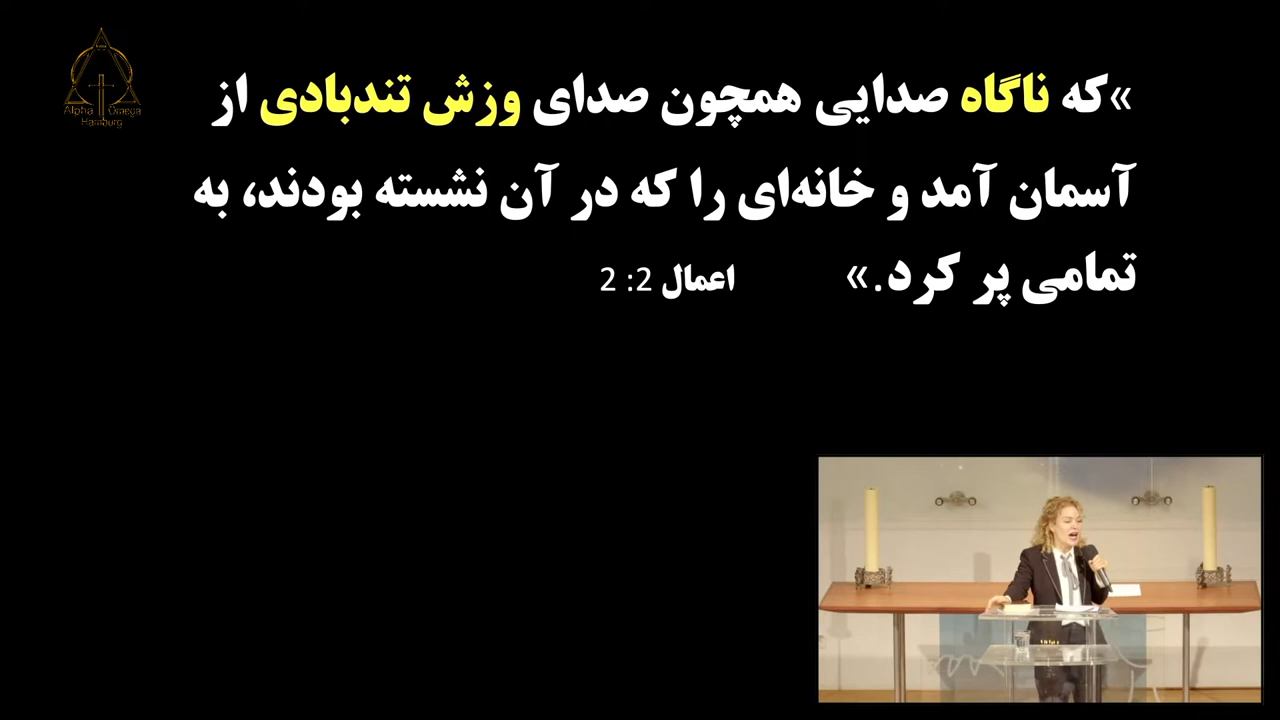 Alpha Omega
Hamburg
»که ناگاه صدایی همچون صدای وزش تندبادی از
آسمان آمد و خانه‌ای را که در آن نشسته بودند، به
تمامی پر کرد.» اعمال 2: 2